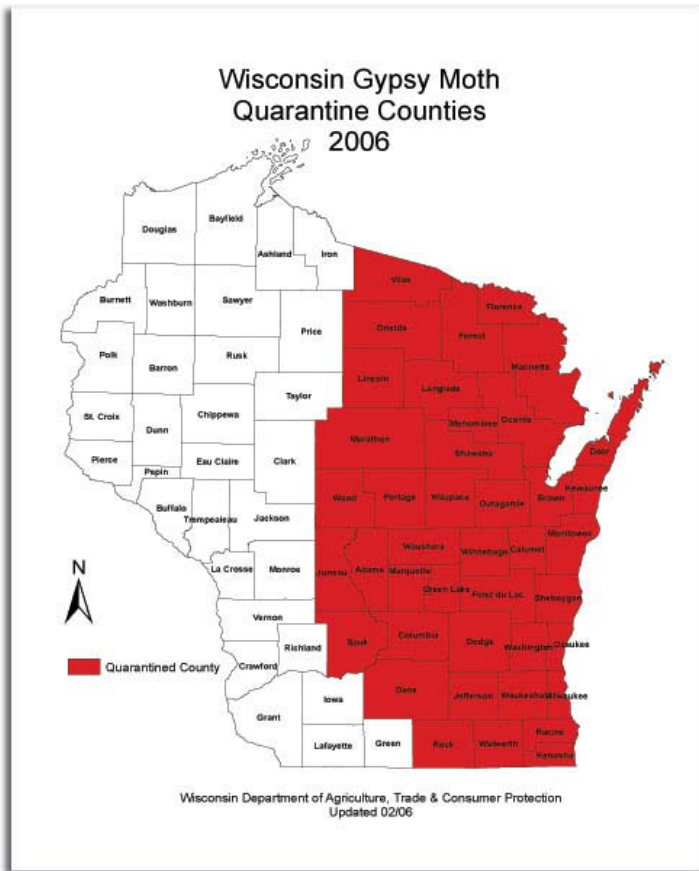 Wisconsin Gypsy Moth
Quarantine Counties
2006
Douglas
Bayfield
Ashland
Iron
Vilas
Burnett
Washburn
Sawyer
Price
Florence
Oneida
Forest
Polk
Barron
Rusk
Marinette
Lincoln
Langlade
Taylor
St. Croix
Dunn
Chippewa
Menominee
Oconto
Marathon
Shawano
Door
Pierce
Pepin
Eau Claire
Clark
Kewaunee
Buffalo
Trempealeau
Jackson
Wood
Portage
Waupaca
Outagamie
Brown
Manitowoc
N
La Crosse
Monroe
Juneau
Adams
Waushara
Marquette
Winnebago
Calumet
Green Lake
Fond du Lac
Sheboygan
Vernon
Richland
Sauk
Columbia
Dodge
Washington
Ozaukee
Crawford
Quarantined County
Iowa
Dane
Jefferson
Waukesha
Milwaukee
Grant
Lafayette
Green
Rock
Walworth
Racine
Kenosha
Wisconsin Department of Agriculture, Trade & Consumer Protection
Updated 02/06